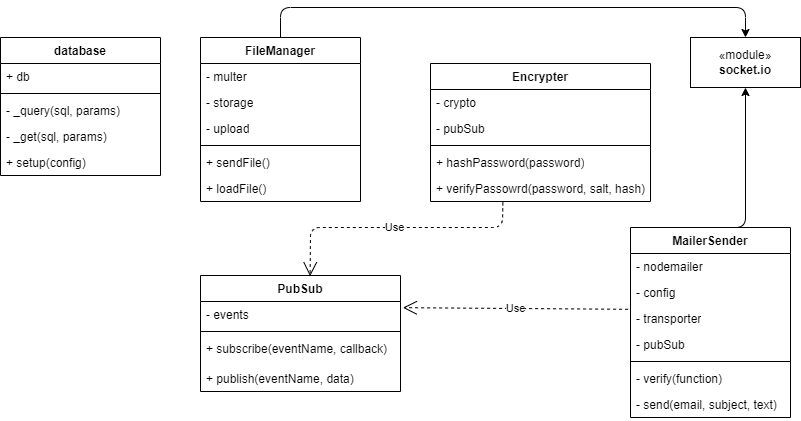 database
+ db
- _query(sql, params)
- _get(sql, params)
+ setup(config)
FileManager
- multer
- storage
- upload
+ sendFile()
+ loadFile()
Encrypter
- crypto
- pubSub
+ hashPassword(password)
+ verifyPassowrd(password, salt, hash)
«module»
socket.io
Use
PubSub
- events
+ subscribe(eventName, callback)
+ publish(eventName, data)
Use
MailerSender
- nodemailer
- config
- transporter
- pubSub
- verify(function)
- send(email, subject, text)